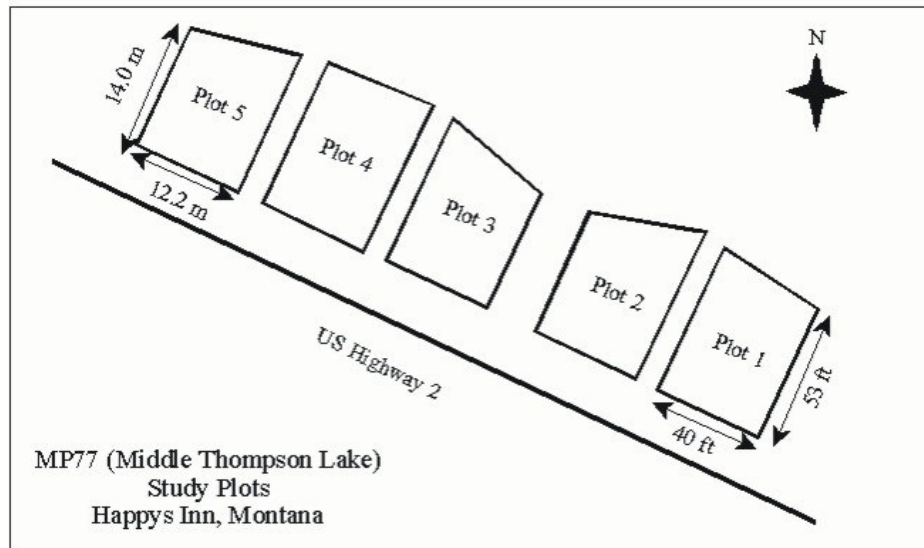 N
14.0 m
Plot 5
12.2 m
Plot 4
Plot 3
Plot 2
Plot 1
53 ft
40 ft
US Highway 2
MP77 (Middle Thompson Lake)
Study Plots
Happys Inn, Montana